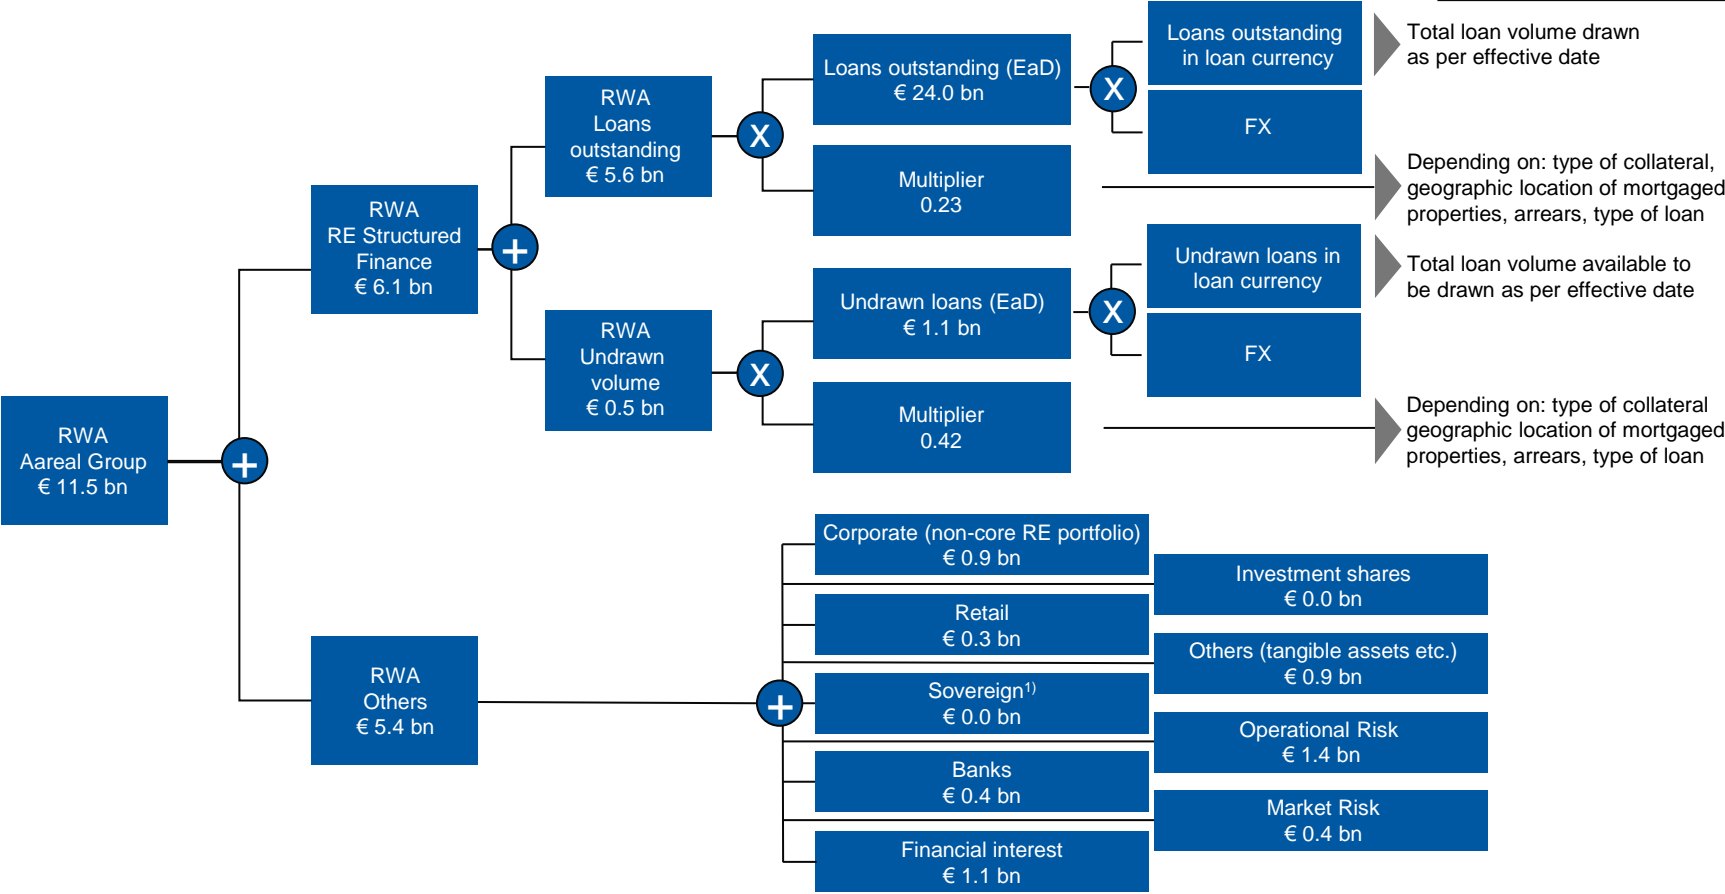 RWA
Aareal Group
€ 11.5 bn
+
RWA
RE Structured
Finance
€ 6.1 bn
+
RWA
Loans
outstanding
€ 5.6 bn
X
Loans outstanding (EaD)
€ 24.0 bn
X
Loans outstanding
in loan currency
Total loan volume drawn
as per effective date
FX
Multiplier
0.23
Depending on: type of collateral,
geographic location of mortgaged
properties, arrears, type of loan
RWA
Undrawn
volume
€ 0.5 bn
X
Undrawn loans (EaD)
€ 1.1 bn
X
Undrawn loans in
loan currency
Total loan volume available to
be drawn as per effective date
FX
Multiplier
0.42
Depending on: type of collateral
geographic location of mortgaged
properties, arrears, type of loan
RWA
Others
€ 5.4 bn
+
Corporate (non-core RE portfolio)
€ 0.9 bn
Investment shares
€ 0.0 bn
Retail
€ 0.3 bn
Others (tangible assets etc.)
€ 0.9 bn
Sovereign1)
€ 0.0 bn
Operational Risk
€ 1.4 bn
Banks
€ 0.4 bn
Market Risk
€ 0.4 bn
Financial interest
€ 1.1 bn